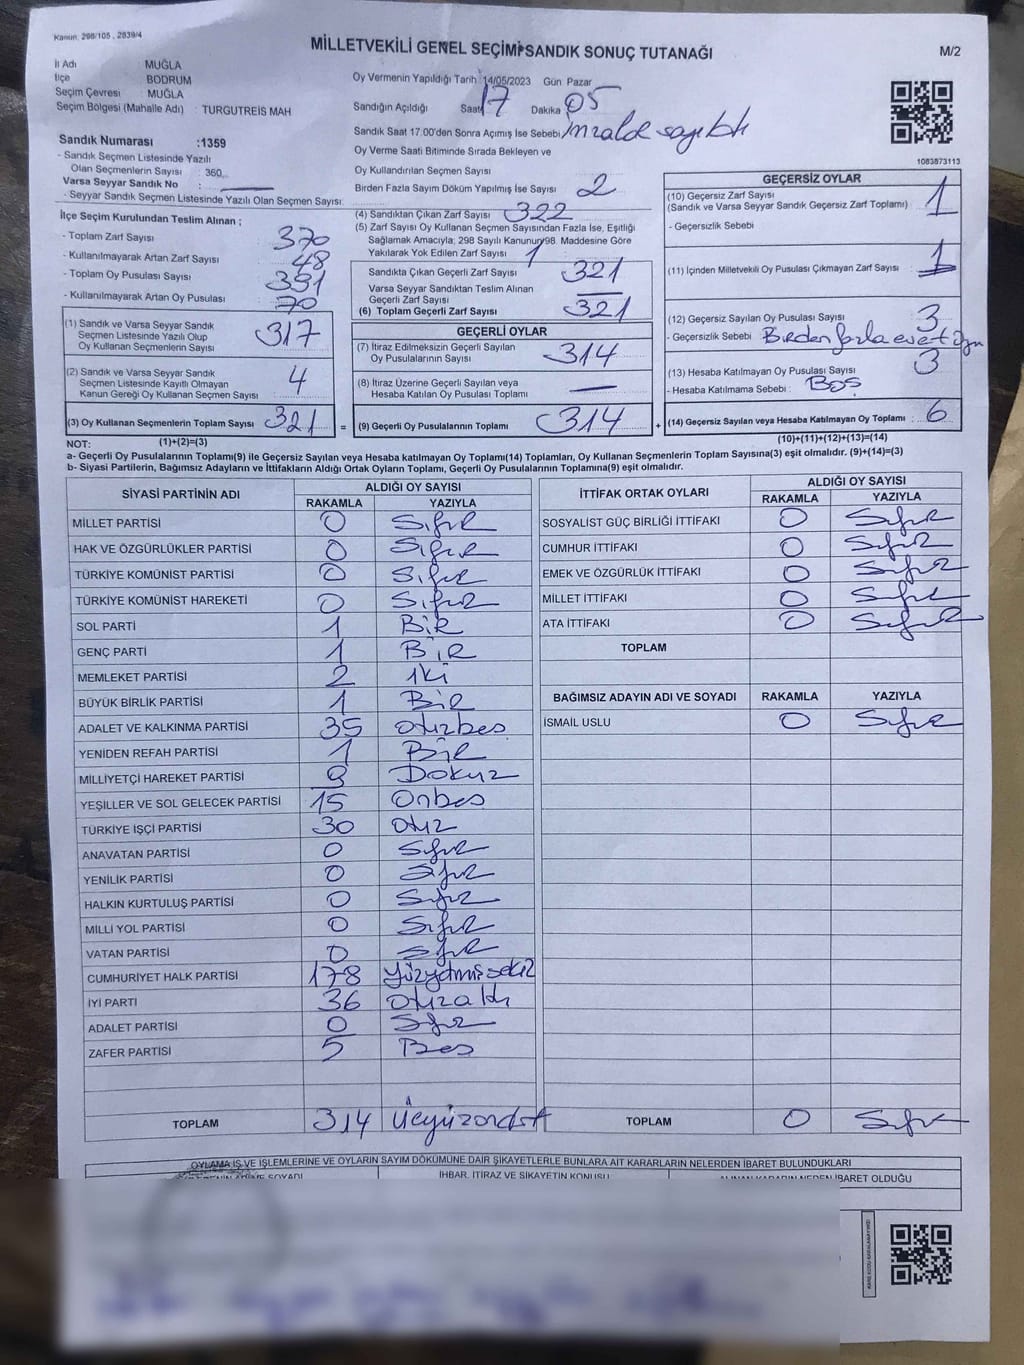 Kanun, 298/105 , 2839/4
MİLLETVEKİLİ GENEL SEÇİMİ SANDIK SONUÇ TUTANAĞI
M/2
İl Adı MUĞLA
İlçe BODRUM
Seçim Çevresi : MUĞLA
Seçim Bölgesi (Mahalle Adı) : TURGUTREİS MAH
Oy Vermenin Yapıldığı Tarih 14/05/2023 Gün Pazar
Sandığın Açıldığı Saat 17 Dakika 05
Sandık Saat 17.00'den Sonra Açımış İse Sebebi
Oy Verme Saati Bitiminde Sırada Bekleyen ve
Oy Kullandırılan Seçmen Sayısı
Birden Fazla Sayım Döküm Yapılmış İse Sayısı 2
Sandık Numarası :1359
- Sandık Seçmen Listesinde Yazılı
Olan Seçmenlerin Sayısı : 360
Varsa Seyyar Sandık No :
- Seyyar Sandık Seçmen Listesinde Yazılı Olan Seçmen Sayısı:
1083873113
İlçe Seçim Kurulundan Teslim Alınan ;
- Toplam Zarf Sayısı 370
- Kullanılmayarak Artan Zarf Sayısı 48
- Toplam Oy Pusulası Sayısı
- Kullanılmayarak Artan Oy Pusulası 70
(1) Sandık ve Varsa Seyyar Sandık
Seçmen Listesinde Yazılı Olup
Oy Kullanan Seçmenlerin Sayısı 317
(2) Sandık ve Varsa Seyyar Sandık
Seçmen Listesinde Kayıtlı Olmayan
Kanun Gereği Oy Kullanan Seçmen Sayısı 4
(3) Oy Kullanan Seçmenlerin Toplam Sayısı 321 =
(4) Sandıktan Çıkan Zarf Sayısı 322
(5) Zarf Sayısı Oy Kullanan Seçmen Sayısından Fazla İse, Eşitliği
Sağlamak Amacıyla, 298 Sayılı Kanunun/98. Maddesine Göre
Yakılarak Yok Edilen Zarf Sayısı 1
Sandıkta Çıkan Geçerli Zarf Sayısı 321
Varsa Seyyar Sandıktan Teslim Alınan
Geçerli Zarf Sayısı
(6) Toplam Geçerli Zarf Sayısı 321
GEÇERLİ OYLAR
(7) İtiraz Edilmeksizin Geçerli Sayılan
Oy Pusulalarının Sayısı 314
(8) İtiraz Üzerine Geçerli Sayılan veya
Hesaba Katılan Oy Pusulası Toplamı —
(9) Geçerli Oy Pusulalarının Toplamı 314 +
GEÇERSİZ OYLAR
(10) Geçersiz Zarf Sayısı
(Sandık ve Varsa Seyyar Sandık Geçersiz Zarf Toplamı) 1
- Geçersizlik Sebebi
(11) İçinden Milletvekili Oy Pusulası Çıkmayan Zarf Sayısı
(12) Geçersiz Sayılan Oy Pusulası Sayısı 3
- Geçersizlik Sebebi Birden fazla evet
(13) Hesaba Katılmayan Oy Pusulası Sayısı 3
- Hesaba Katılmama Sebebi : Boş
(14) Geçersiz Sayılan veya Hesaba Katılmayan Oy Toplamı : 6
NOT: (1)+(2)=(3)
(10)+(11)+(12)+(13)=(14)
a- Geçerli Oy Pusulalarının Toplamı(9) ile Geçersiz Sayılan veya Hesaba katılmayan Oy Toplamı(14) Toplamları, Oy Kullanan Seçmenlerin Toplam Sayısına(3) eşit olmalıdır. (9)+(14)=(3)
b- Siyasi Partilerin, Bağımsız Adayların ve İttifakların Aldığı Ortak Oyların Toplamı, Geçerli Oy Pusulalarının Toplamına(9) eşit olmalıdır.
SİYASİ PARTİNİN ADI ALDIĞI OY SAYISI
RAKAMLA YAZIYLA
MİLLET PARTİSİ 0 Sıfır
HAK VE ÖZGÜRLÜKLER PARTİSİ 0 Sıfır
TÜRKİYE KOMÜNİST PARTİSİ 0 Sıfır
TÜRKİYE KOMÜNİST HAREKETİ 0 Sıfır
SOL PARTİ 1 Bir
GENÇ PARTİ 1 Bir
MEMLEKET PARTİSİ 2 iki
BÜYÜK BİRLİK PARTİSİ 1 Bir
ADALET VE KALKINMA PARTİSİ 35 otuzbeş
YENİDEN REFAH PARTİSİ 1 Bir
MİLLİYETÇİ HAREKET PARTİSİ 9 Dokuz
YEŞİLLER VE SOL GELECEK PARTİSİ 15 Onbeş
TÜRKİYE İŞÇİ PARTİSİ 30 otuz
ANAVATAN PARTİSİ 0 Sıfır
YENİLİK PARTİSİ 0 Sıfır
HALKIN KURTULUŞ PARTİSİ 0 Sıfır
MİLLİ YOL PARTİSİ 0 Sıfır
VATAN PARTİSİ 0 Sıfır
CUMHURİYET HALK PARTİSİ 178 Yüzyetmişsekiz
İYİ PARTİ 36 otuzaltı
ADALET PARTİSİ 0 Sıfır
ZAFER PARTİSİ 5 Beş
TOPLAM 314 Üçyüzondört
İTTİFAK ORTAK OYLARI ALDIĞI OY SAYISI
RAKAMLA YAZIYLA
SOSYALİST GÜÇ BİRLİĞİ İTTİFAKI 0 Sıfır
CUMHUR İTTİFAKI 0 Sıfır
EMEK VE ÖZGÜRLÜK İTTİFAKI 0 Sıfır
MİLLET İTTİFAKI 0 Sıfır
ATA İTTİFAKI 0 Sıfır
TOPLAM
BAĞIMSIZ ADAYIN ADI VE SOYADI RAKAMLA YAZIYLA
İSMAİL USLU 0 Sıfır
TOPLAM 0 Sıfır
OYLAMA İŞ VE İŞLEMLERİNE VE OYLARIN SAYIM DÖKÜMÜNE DAİR ŞİKAYETLERLE BUNLARA AİT KARARLARIN NELERDEN İBARET BULUNDUKLARI
İHBAR, İTİRAZ VE ŞİKAYETİN KONUSU
İBARET OLDUĞU